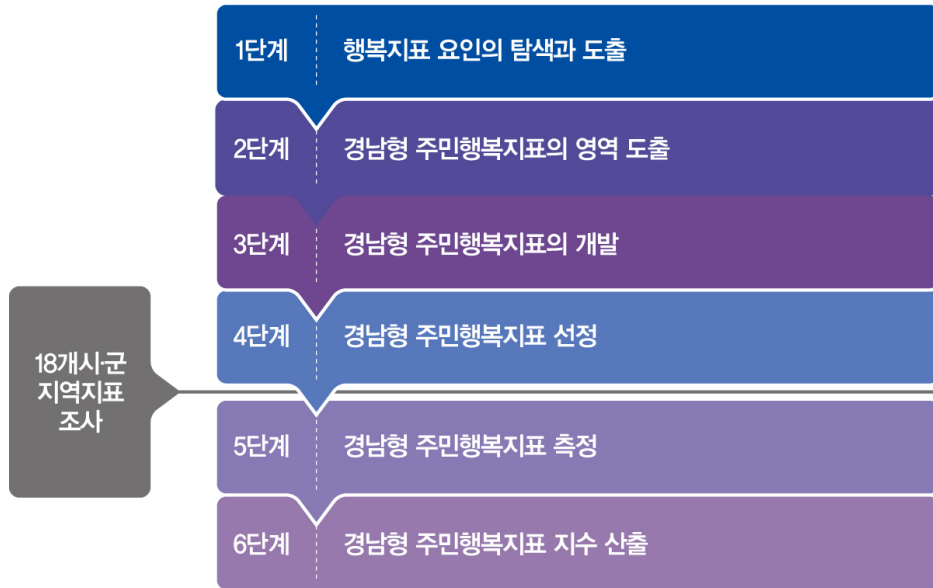 1단계 행복지표 요인의 탐색과 도출
2단계 경남형 주민행복지표의 영역 도출
3단계 경남형 주민행복지표의 개발
4단계 경남형 주민행복지표 선정
18개시·군
지역지표
조사
5단계 경남형 주민행복지표 측정
6단계 경남형 주민행복지표 지수 산출